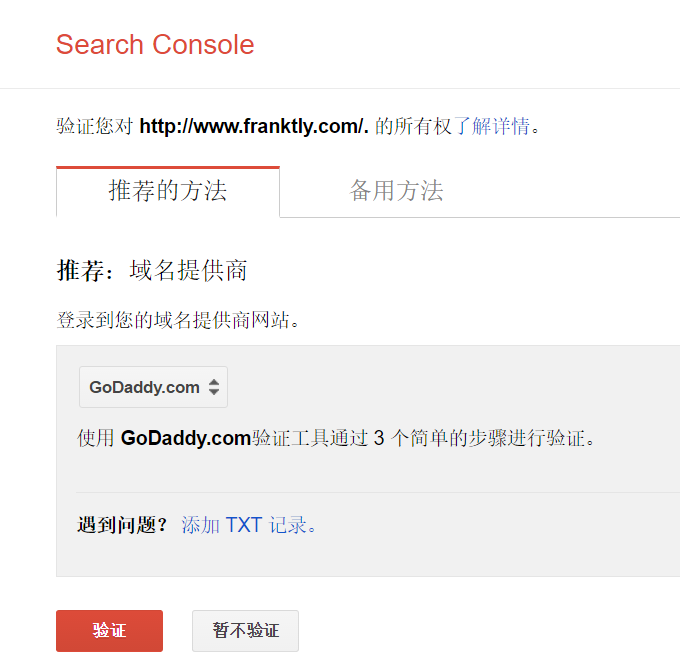 Search Console
验证您对 http://www.franktly.com/. 的所有权了解详情。
推荐的方法 备用方法
推荐：域名提供商
登录到您的域名提供商网站。
GoDaddy.com
使用 GoDaddy.com验证工具通过 3 个简单的步骤进行验证。
遇到问题？ 添加 TXT 记录。
验证 暂不验证